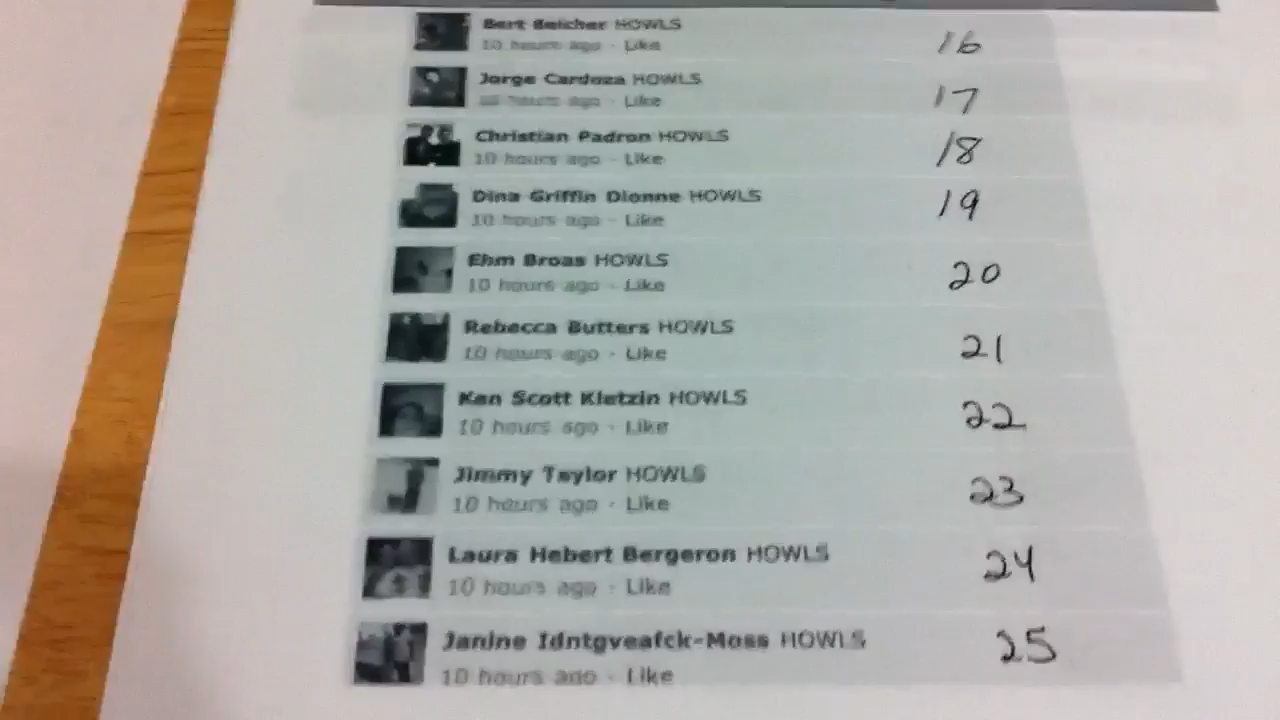 Bert Belcher HOWLS
16
10 hours ago · Like
Jorge Cardoza HOWLS
17
10 hours ago · Like
Christian Padron HOWLS
18
10 hours ago · Like
Dina Griffin Dionne HOWLS
19
10 hours ago · Like
Ehm Broas HOWLS
20
10 hours ago · Like
Rebecca Butters HOWLS
21
10 hours ago · Like
Ken Scott Kletzin HOWLS
22
10 hours ago · Like
Jimmy Taylor HOWLS
23
10 hours ago · Like
Laura Hebert Bergeron HOWLS
24
10 hours ago · Like
Janine Idntgveafck-Moss HOWLS
25
10 hours ago · Like